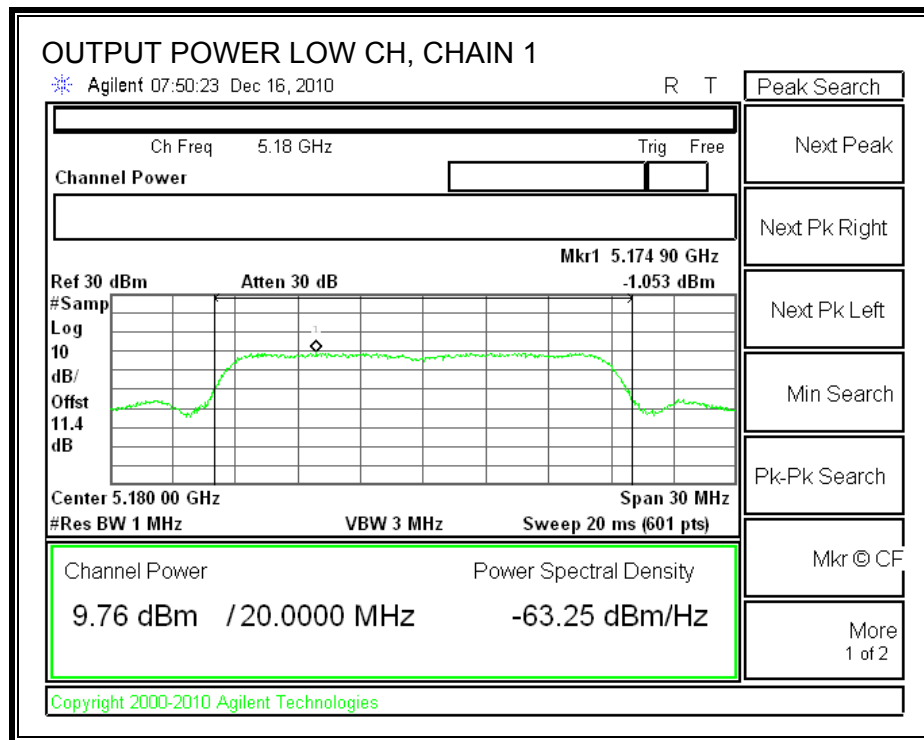 OUTPUT POWER LOW CH, CHAIN 1
Agilent 07:50:23 Dec 16, 2010 R T
Peak Search
Ch Freq 5.18 GHz Trig Free
Channel Power
Mkr1 5.174 90 GHz
Ref 30 dBm Atten 30 dB -1.053 dBm
#Samp
Log
10
dB/
Offst
11.4
dB
1
Center 5.180 00 GHz Span 30 MHz
#Res BW 1 MHz VBW 3 MHz Sweep 20 ms (601 pts)
Channel Power Power Spectral Density
9.76 dBm / 20.0000 MHz -63.25 dBm/Hz
Next Peak
Next Pk Right
Next Pk Left
Min Search
Pk-Pk Search
Mkr © CF
More
1 of 2
Copyright 2000-2010 Agilent Technologies